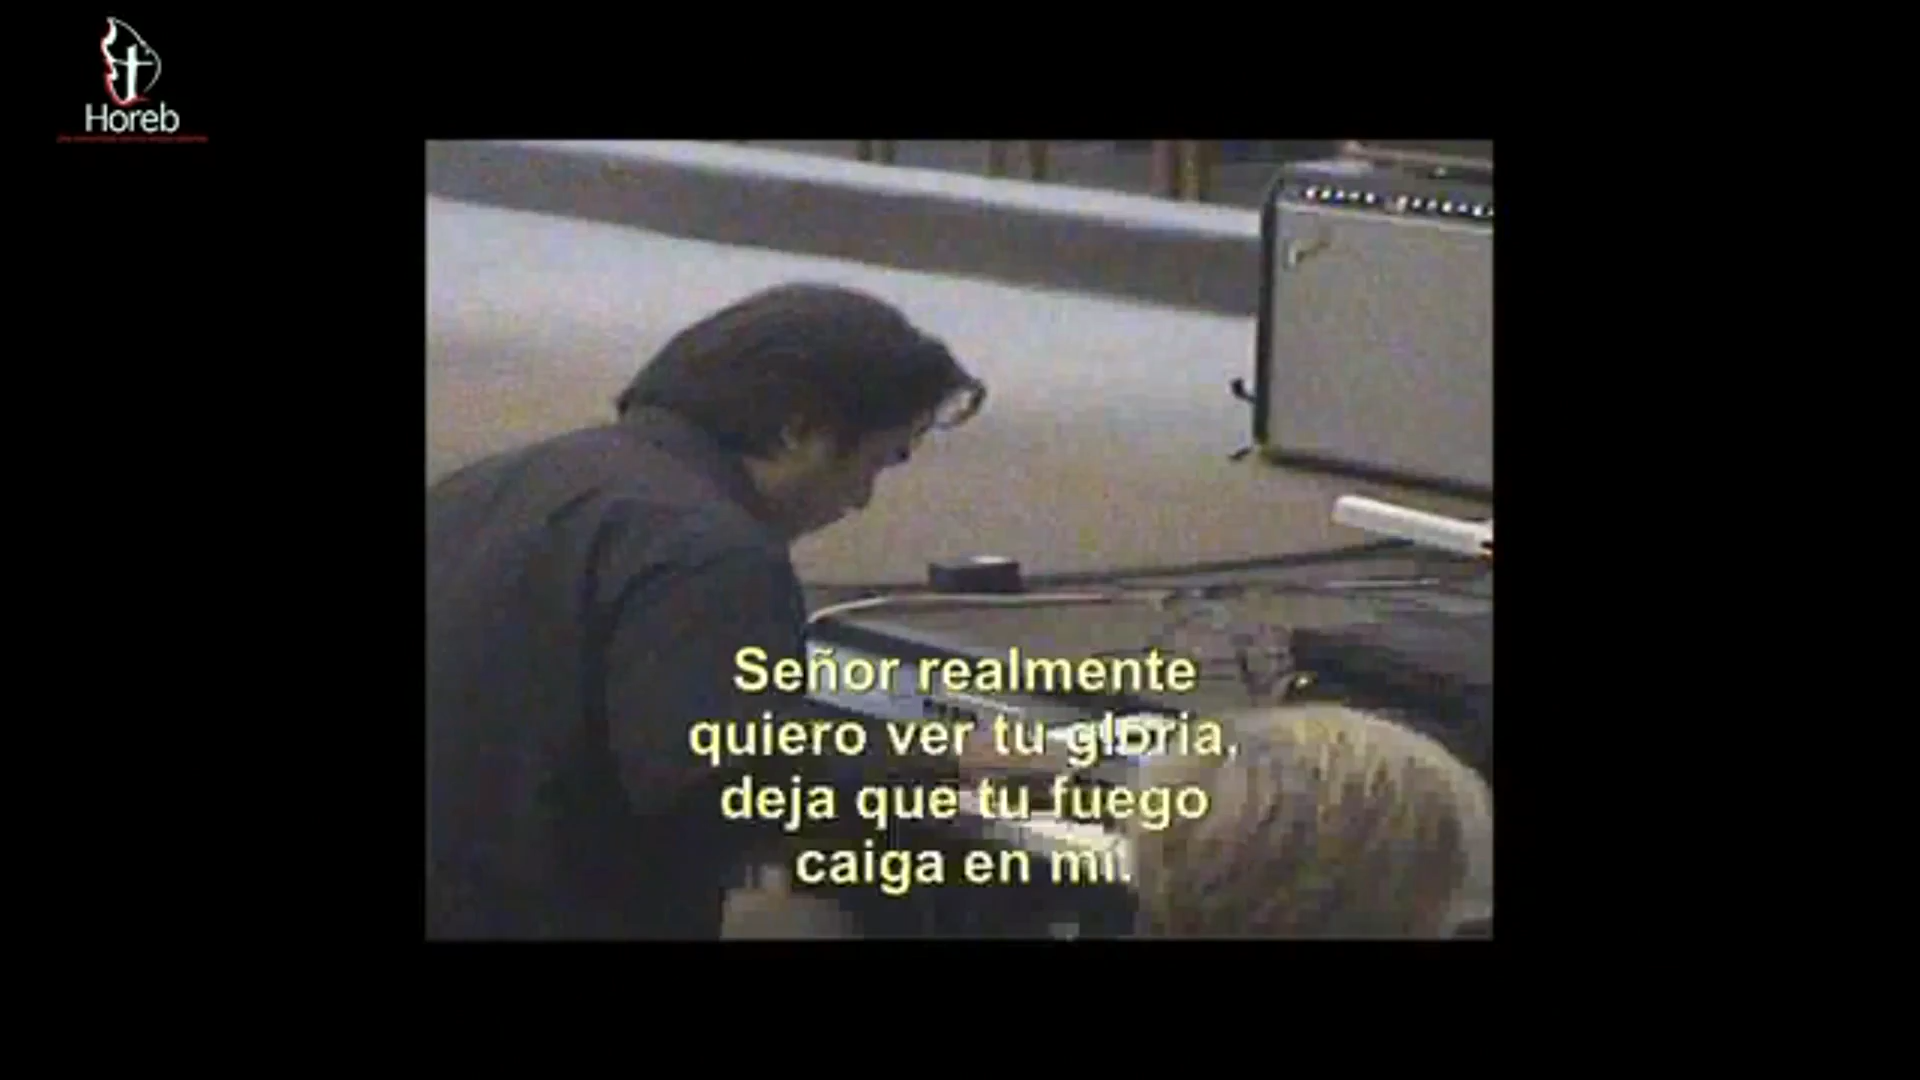 Horeb
Señor realmente
quiero ver tu gloria.
deja que tu fuego
caiga en mi.